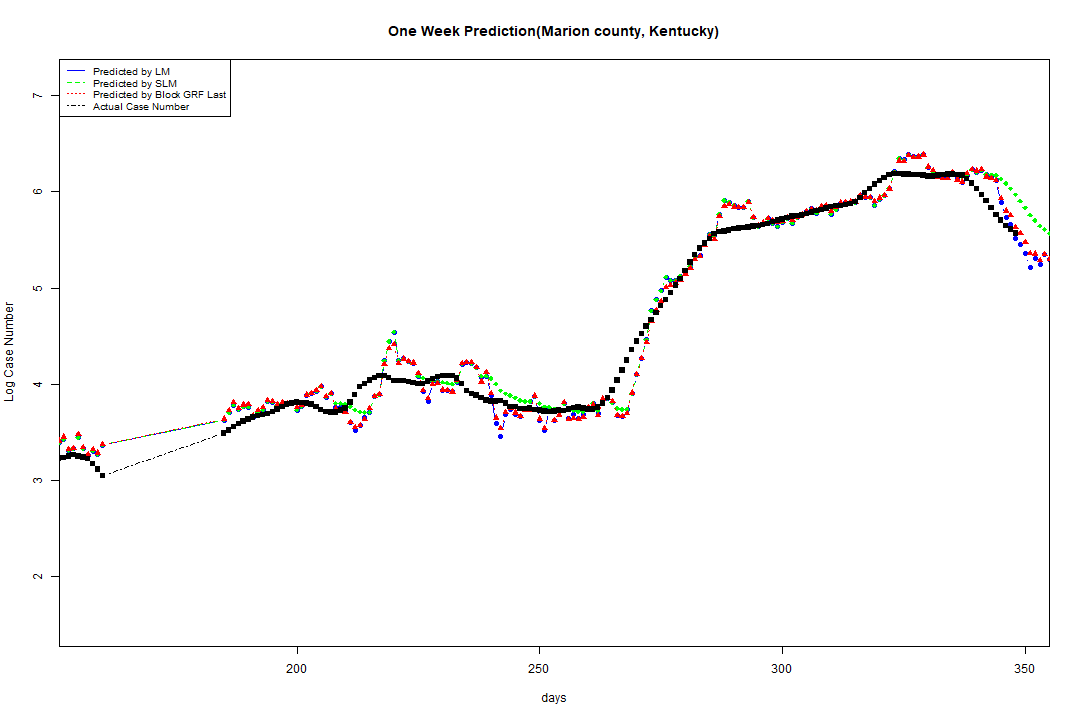 One Week Prediction(Marion county, Kentucky)
Predicted by LM
Predicted by SLM
Predicted by Block GRF Last
Actual Case Number
7
6
5
4
3
2
Log Case Number
200 250 300 350
days